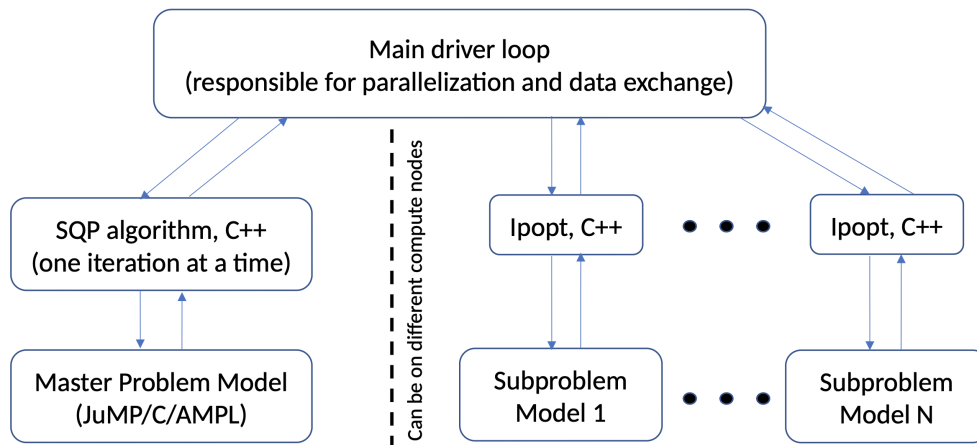 Main driver loop
(responsible for parallelization and data exchange)
SQP algorithm, C++
(one iteration at a time)
Can be on different compute nodes
Ipopt, C++
Ipopt, C++
Master Problem Model
(JuMP/C/AMPL)
Subproblem
Model 1
Subproblem
Model N